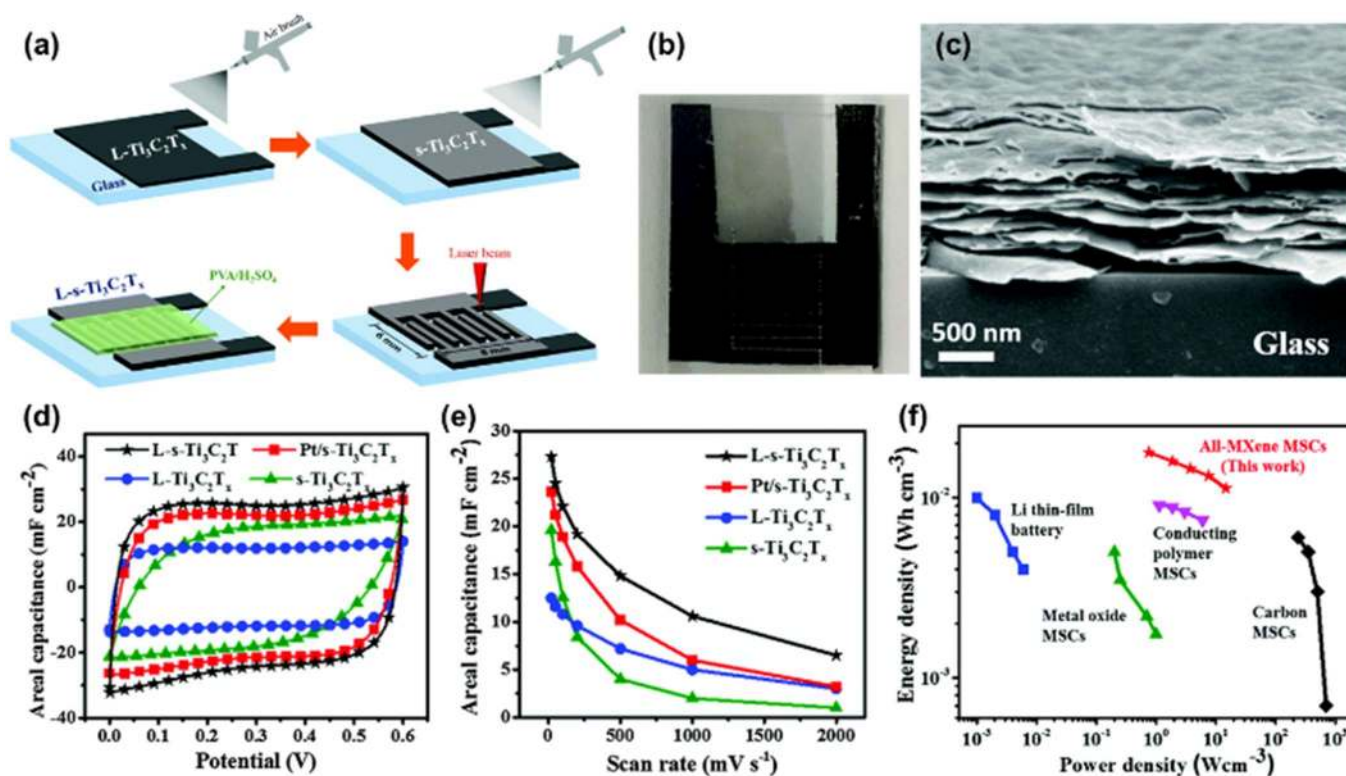 (a)
Air brush
L-Ti₃C₂Tₓ
Glass
s-Ti₃C₂Tₓ
Laser beam
6 mm
8 mm
L-s-Ti₃C₂Tₓ
PVA/H₂SO₄
(b)
(c)
500 nm
Glass
(d)
L-s-Ti₃C₂T
Pt/s-Ti₃C₂Tₓ
L-Ti₃C₂Tₓ
s-Ti₃C₂Tₓ
Areal capacitance (mF cm⁻²)
40
20
0
-20
-40
0.0 0.1 0.2 0.3 0.4 0.5 0.6
Potential (V)
(e)
L-s-Ti₃C₂Tₓ
Pt/s-Ti₃C₂Tₓ
L-Ti₃C₂Tₓ
s-Ti₃C₂Tₓ
Areal capacitance (mF cm⁻²)
30
25
20
15
10
5
0
0 500 1000 1500 2000
Scan rate (mV s⁻¹)
(f)
All-MXene MSCs
(This work)
Li thin-film
battery
Conducting
polymer
MSCs
Metal oxide
MSCs
Carbon
MSCs
Energy density (Wh cm⁻³)
10⁻²
10⁻³
10⁻³ 10⁻² 10⁻¹ 10⁰ 10¹ 10² 10³
Power density (Wcm⁻³)